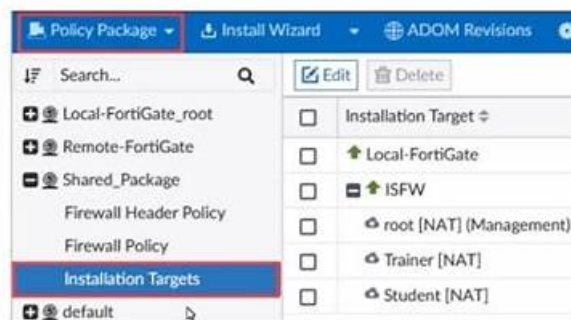 Policy Package Install Wizard ADOM Revisions
Search... Edit Delete
Local-FortiGate_root
Remote-FortiGate
Shared_Package
Firewall Header Policy
Firewall Policy
Installation Targets
default
Installation Target
Local-FortiGate
ISFW
root [NAT] (Management)
Trainer [NAT]
Student [NAT]